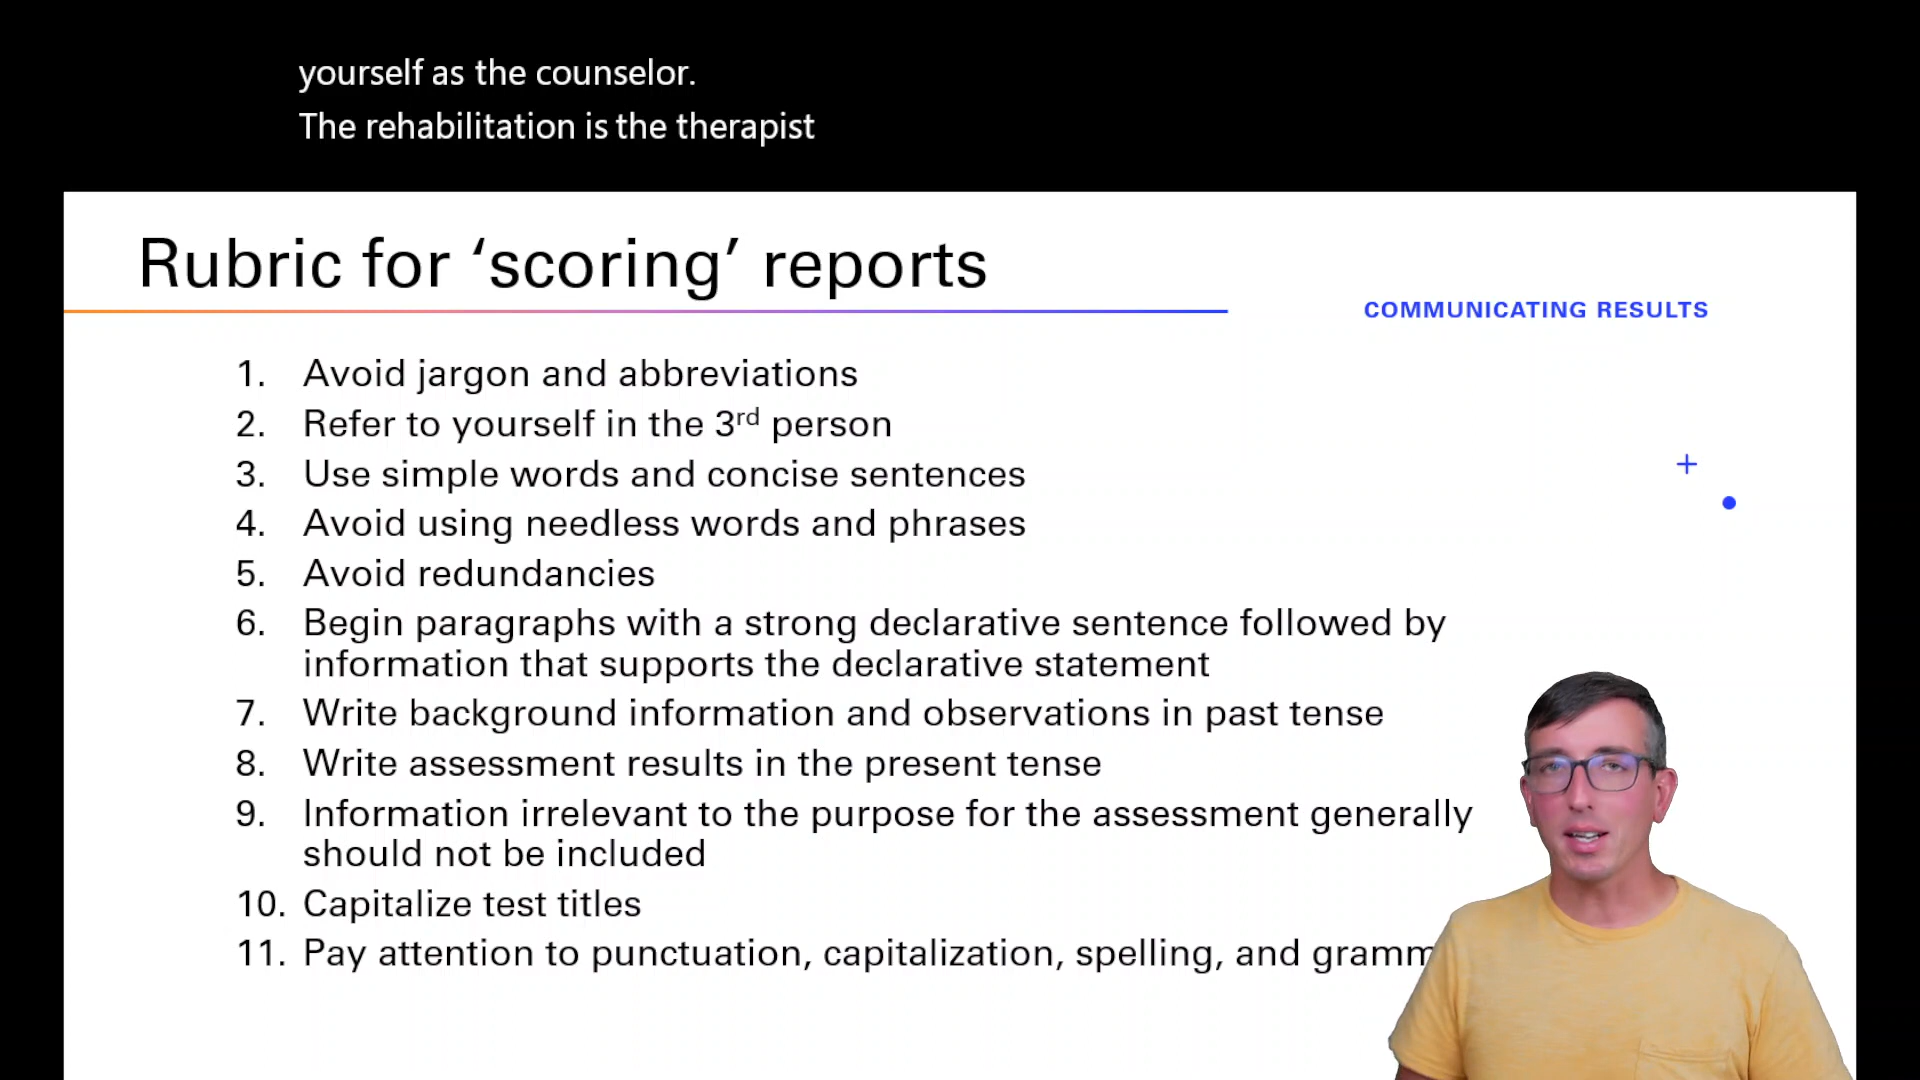 yourself as the counselor.
The rehabilitation is the therapist
Rubric for ‘scoring’ reports
COMMUNICATING RESULTS
1. Avoid jargon and abbreviations
2. Refer to yourself in the 3rd person
3. Use simple words and concise sentences
4. Avoid using needless words and phrases
5. Avoid redundancies
6. Begin paragraphs with a strong declarative sentence followed by
information that supports the declarative statement
7. Write background information and observations in past tense
8. Write assessment results in the present tense
9. Information irrelevant to the purpose for the assessment generally
should not be included
10. Capitalize test titles
11. Pay attention to punctuation, capitalization, spelling, and